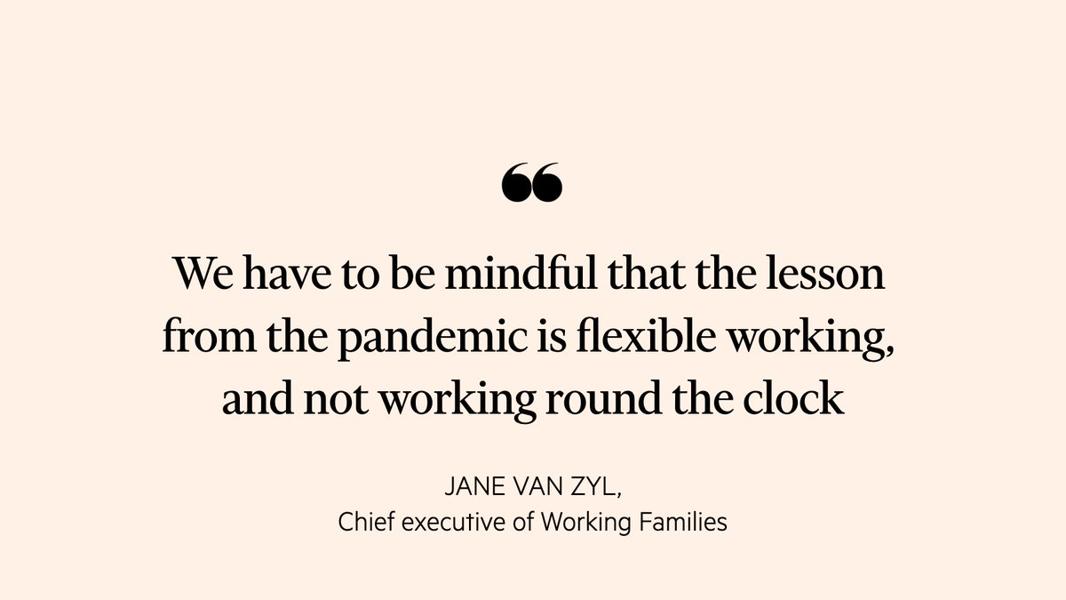 “
We have to be mindful that the lesson
from the pandemic is flexible working,
and not working round the clock
JANE VAN ZYL,
Chief executive of Working Families